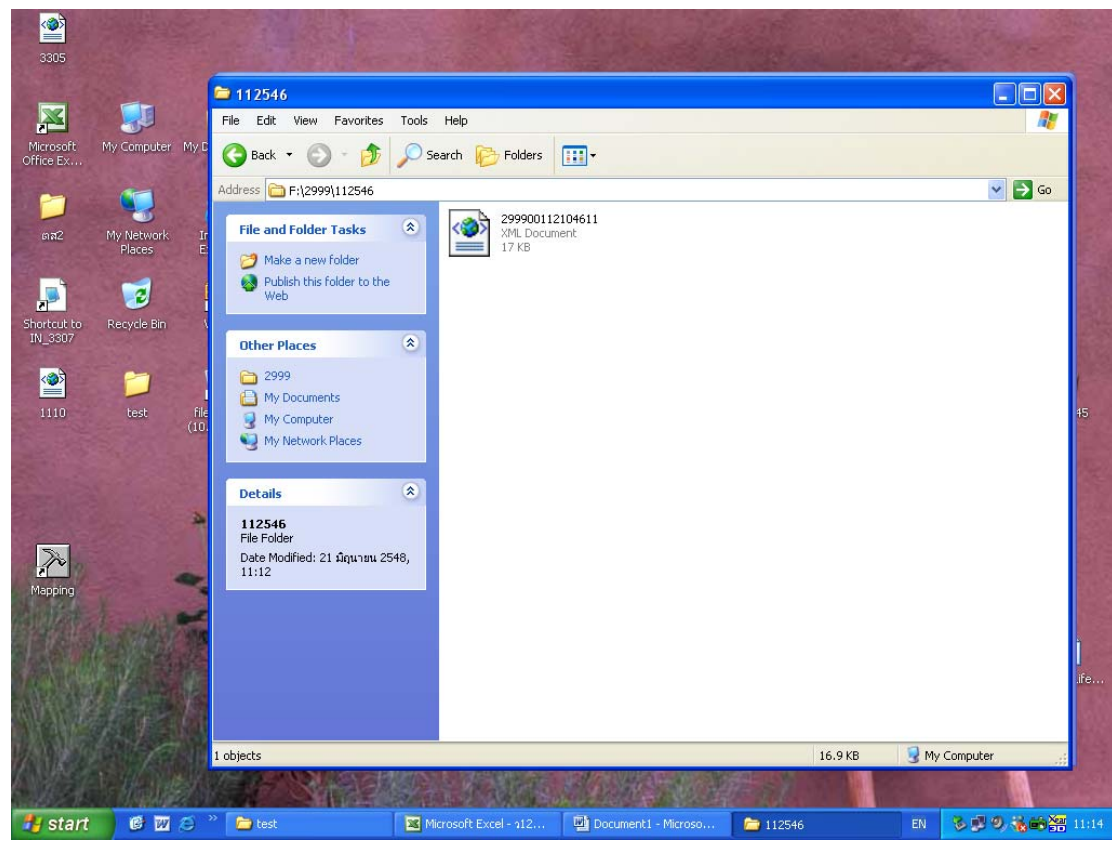 3305
Microsoft Office Ex...
My Computer
My D
ตส2
My Network Places
Shortcut to IN_3307
Recycle Bin
1110
test
file
(10.
Mapping
112546
File Edit View Favorites Tools Help
Back Search Folders
Address F:\2999\112546 Go
File and Folder Tasks
Make a new folder
Publish this folder to the
Web
Other Places
2999
My Documents
My Computer
My Network Places
Details
112546
File Folder
Date Modified: 21 มิถุนายน 2548,
11:12
299900112104611
XML Document
17 KB
45
ife...
1 objects 16.9 KB My Computer
start test Microsoft Excel - ว12... Document1 - Microso... 112546 EN 11:14